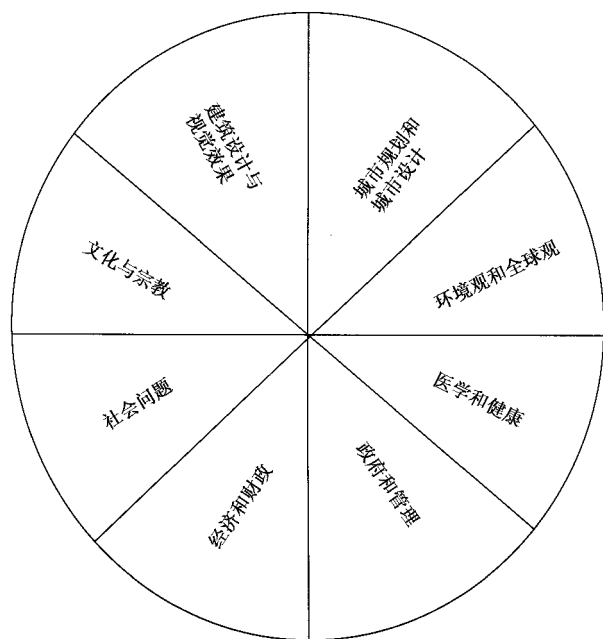 建筑设计与
视觉效果
城市规划和
城市设计
文化与宗教
环境观和全球观
社会问题
医学和健康
经济和财政
政府和管理